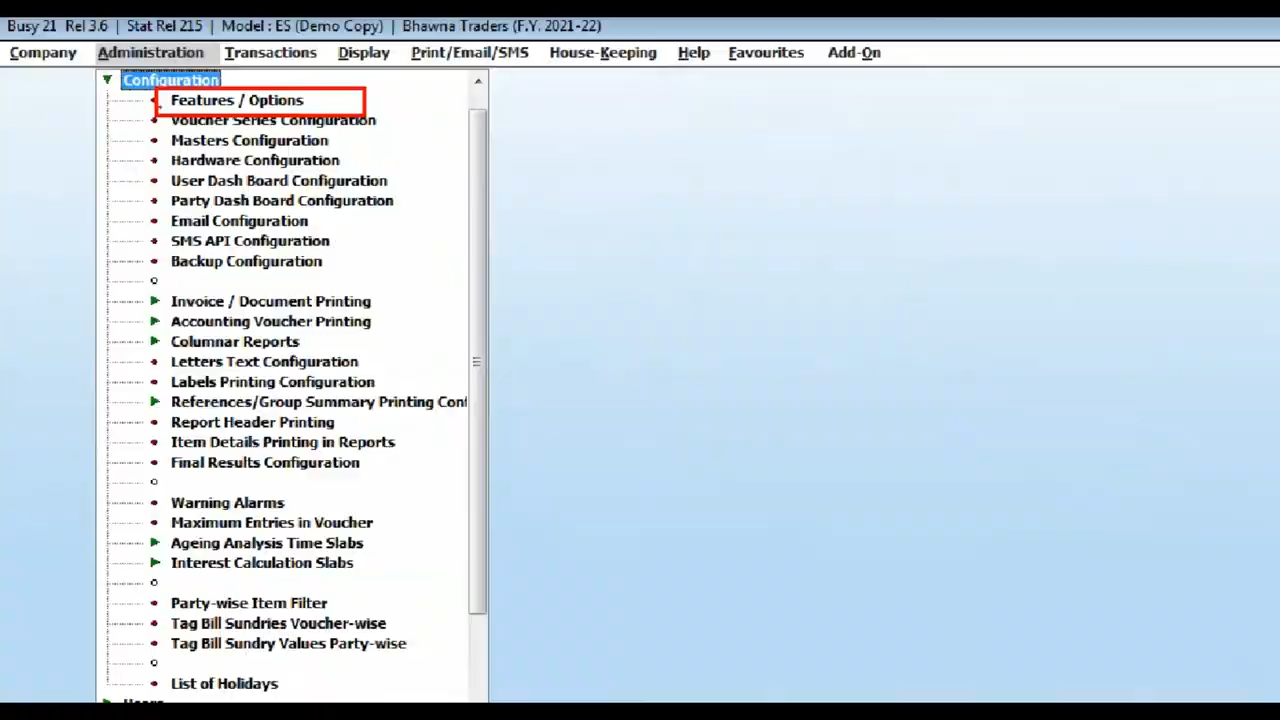 Busy 21 Rel 3.6 | Stat Rel 215 | Model : ES (Demo Copy) | Bhawna Traders (F.Y. 2021-22)
Company Administration Transactions Display Print/Email/SMS House-Keeping Help Favourites Add-On
Configuration
Features / Options
Voucher Series Configuration
Masters Configuration
Hardware Configuration
User Dash Board Configuration
Party Dash Board Configuration
Email Configuration
SMS API Configuration
Backup Configuration
Invoice / Document Printing
Accounting Voucher Printing
Columnar Reports
Letters Text Configuration
Labels Printing Configuration
References/Group Summary Printing Conf
Report Header Printing
Item Details Printing in Reports
Final Results Configuration
Warning Alarms
Maximum Entries in Voucher
Ageing Analysis Time Slabs
Interest Calculation Slabs
Party-wise Item Filter
Tag Bill Sundries Voucher-wise
Tag Bill Sundry Values Party-wise
List of Holidays